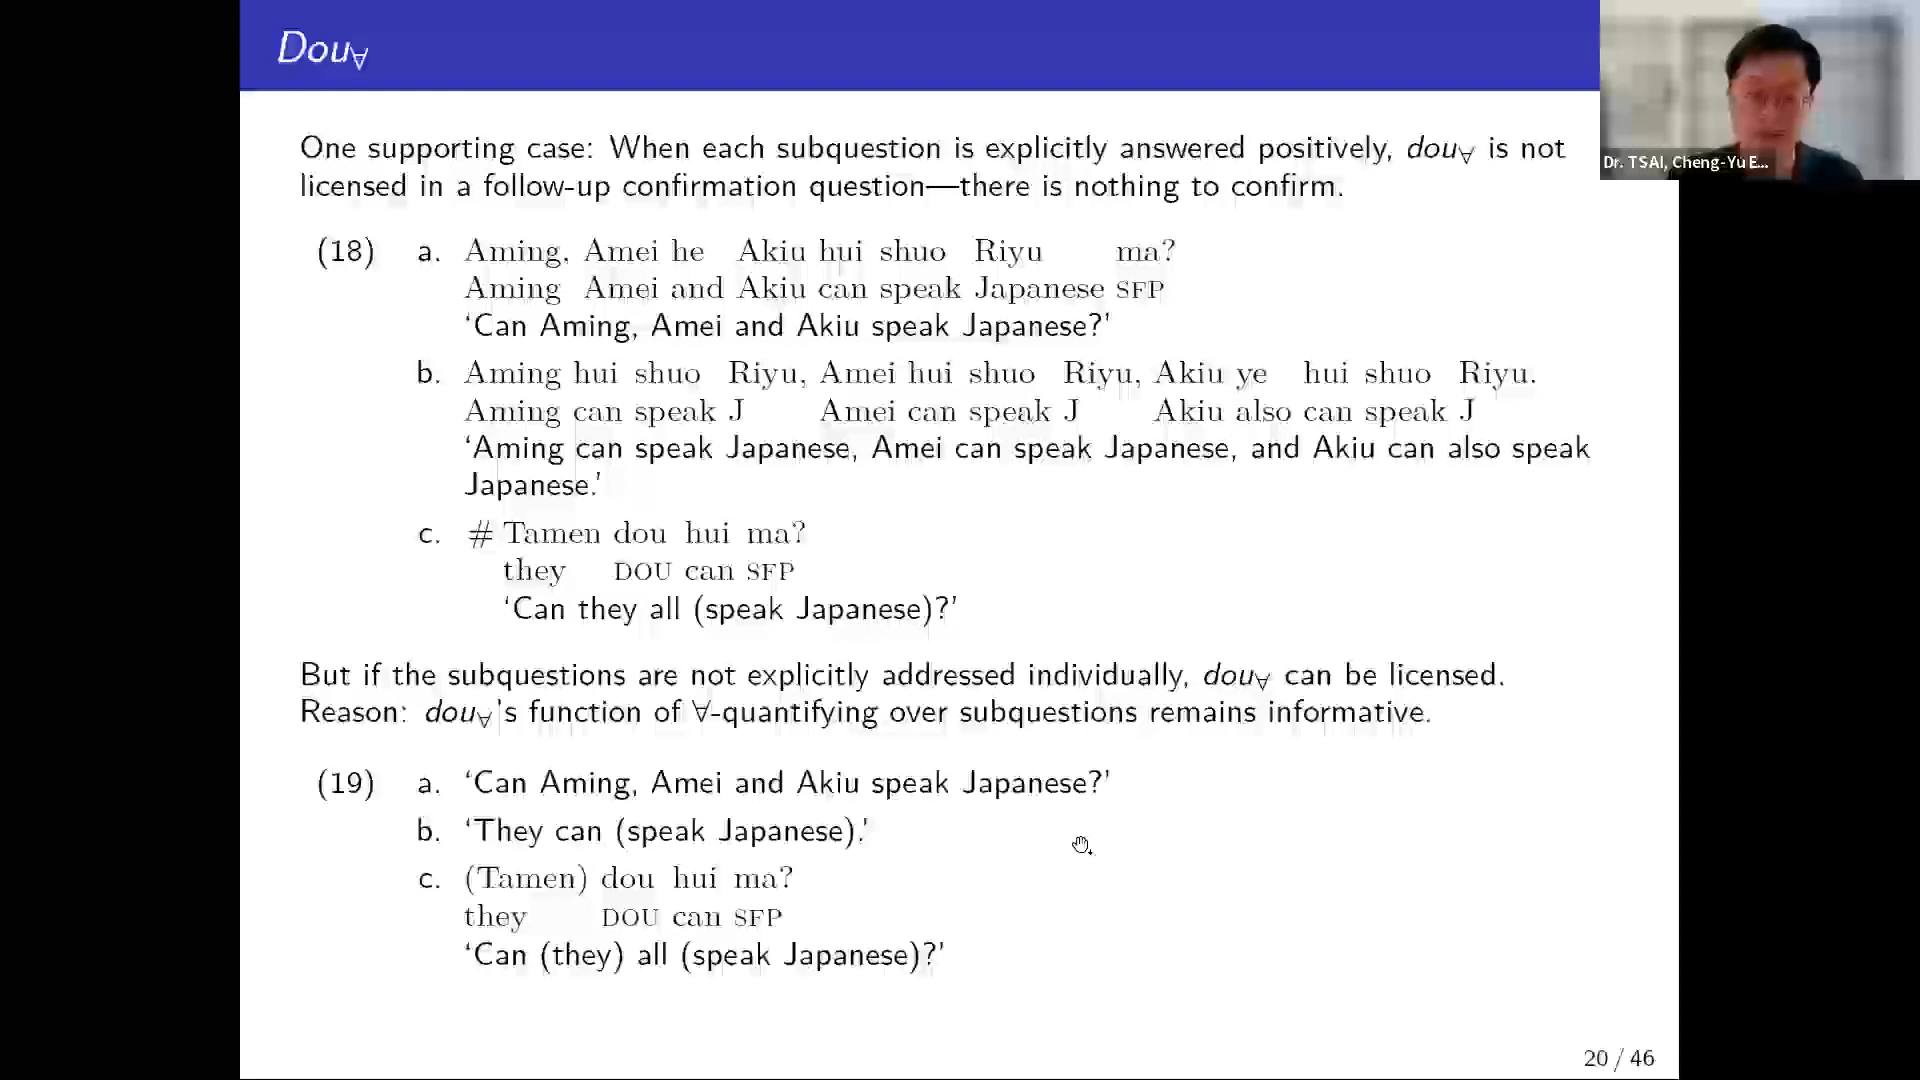 Dou∀
Dr. TSAI, Cheng-Yu E...
One supporting case: When each subquestion is explicitly answered positively, dou∀ is not
licensed in a follow-up confirmation question—there is nothing to confirm.
(18) a. Aming, Amei he Akiu hui shuo Riyu ma?
Aming Amei and Akiu can speak Japanese SFP
‘Can Aming, Amei and Akiu speak Japanese?’
b. Aming hui shuo Riyu, Amei hui shuo Riyu, Akiu ye hui shuo Riyu.
Aming can speak J Amei can speak J Akiu also can speak J
‘Aming can speak Japanese, Amei can speak Japanese, and Akiu can also speak
Japanese.’
c. # Tamen dou hui ma?
they DOU can SFP
‘Can they all (speak Japanese)?’
But if the subquestions are not explicitly addressed individually, dou∀ can be licensed.
Reason: dou∀’s function of ∀-quantifying over subquestions remains informative.
(19) a. ‘Can Aming, Amei and Akiu speak Japanese?’
b. ‘They can (speak Japanese).’
c. (Tamen) dou hui ma?
they DOU can SFP
‘Can (they) all (speak Japanese)?’
20 / 46